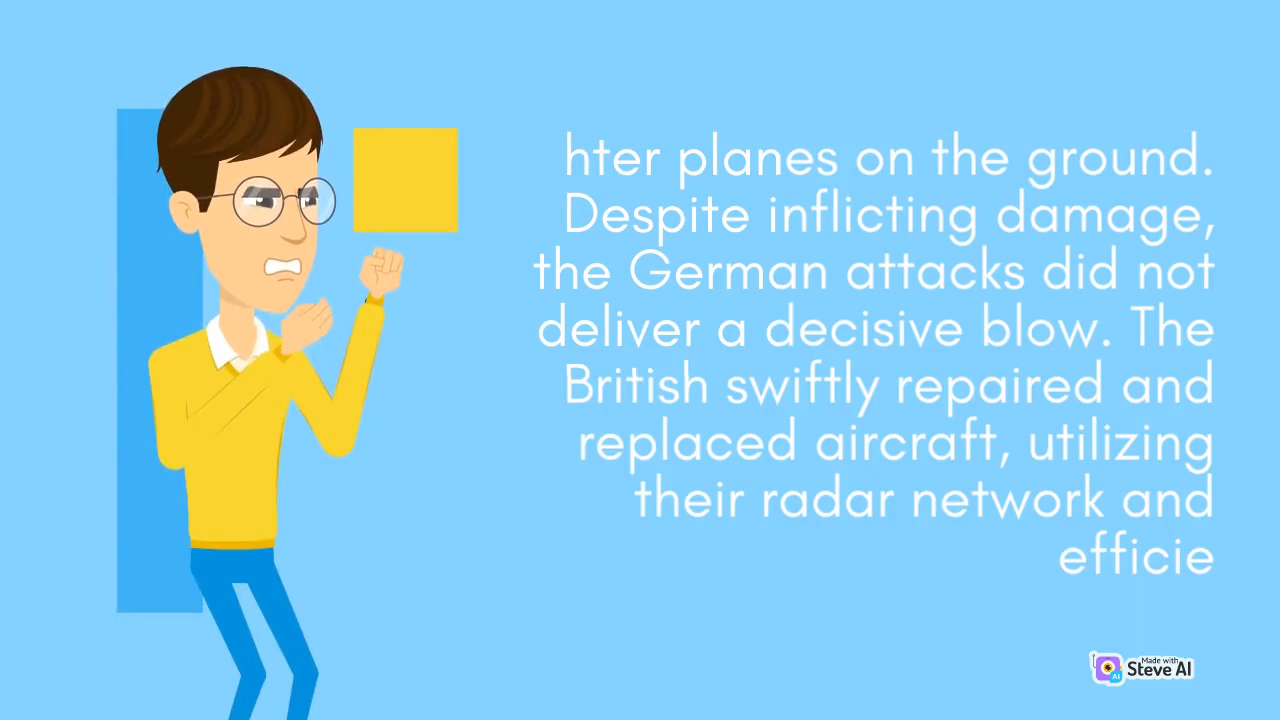 hter planes on the ground.
Despite inflicting damage,
the German attacks did not
deliver a decisive blow. The
British swiftly repaired and
replaced aircraft, utilizing
their radar network and
efficie
Made with
Steve AI
AI